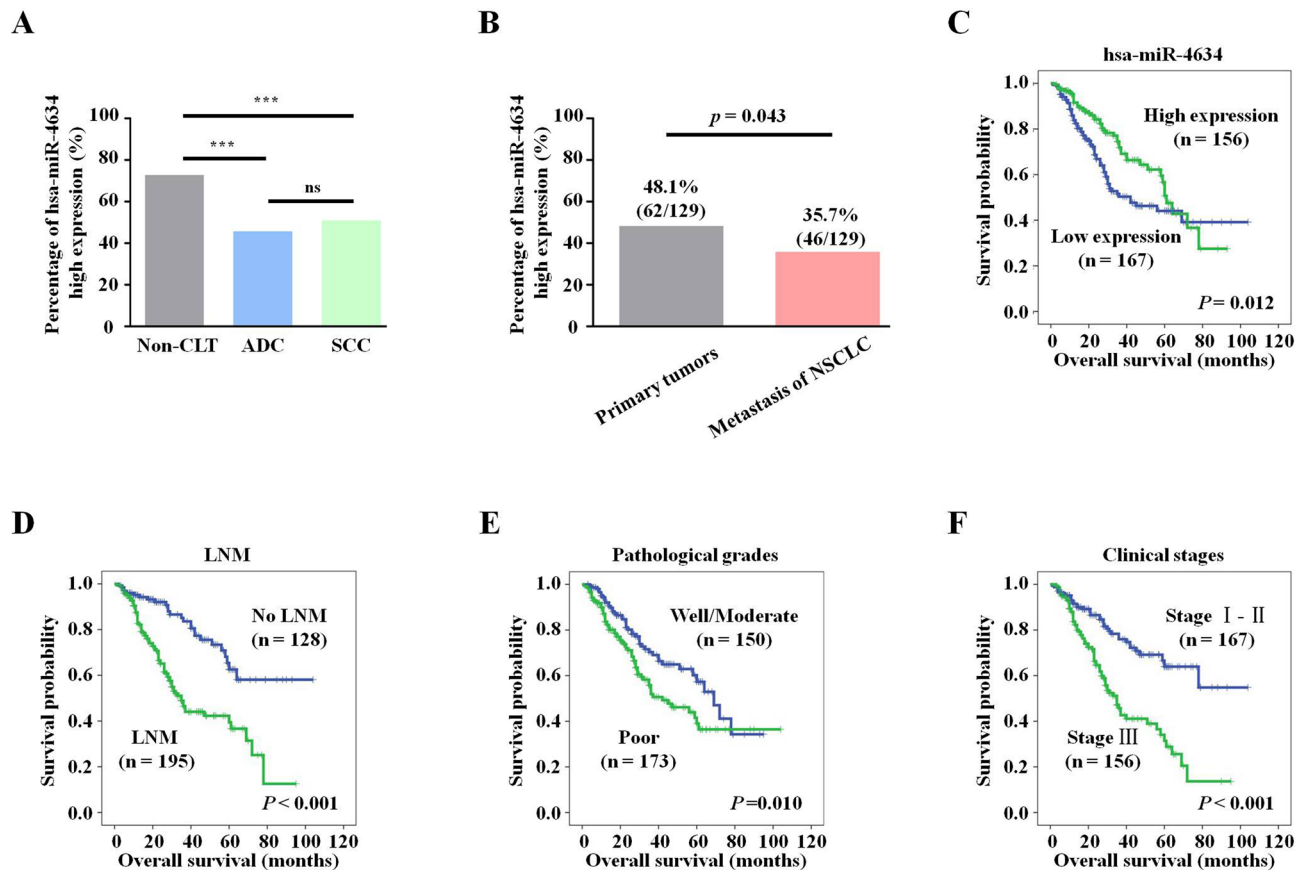 A
Percentage of hsa-miR-4634
high expression (%)
100
80
60
40
20
0
***
***
ns
Non-CLT
ADC
SCC
B
Percentage of hsa-miR-4634
high expression (%)
100
80
60
40
20
0
p = 0.043
48.1%
(62/129)
35.7%
(46/129)
Primary tumors
Metastasis of NSCLC
C
hsa-miR-4634
Survival probability
1.0
0.8
0.6
0.4
0.2
0.0
High expression
(n = 156)
Low expression
(n = 167)
P = 0.012
0 20 40 60 80 100 120
Overall survival (months)
D
LNM
Survival probability
1.0
0.8
0.6
0.4
0.2
0.0
No LNM
(n = 128)
LNM
(n = 195)
P < 0.001
0 20 40 60 80 100 120
Overall survival (months)
E
Pathological grades
Survival probability
1.0
0.8
0.6
0.4
0.2
0.0
Well/Moderate
(n = 150)
Poor
(n = 173)
P =0.010
0 20 40 60 80 100 120
Overall survival (months)
F
Clinical stages
Survival probability
1.0
0.8
0.6
0.4
0.2
0.0
Stage Ⅰ - Ⅱ
(n = 167)
Stage Ⅲ
(n = 156)
P < 0.001
0 20 40 60 80 100 120
Overall survival (months)